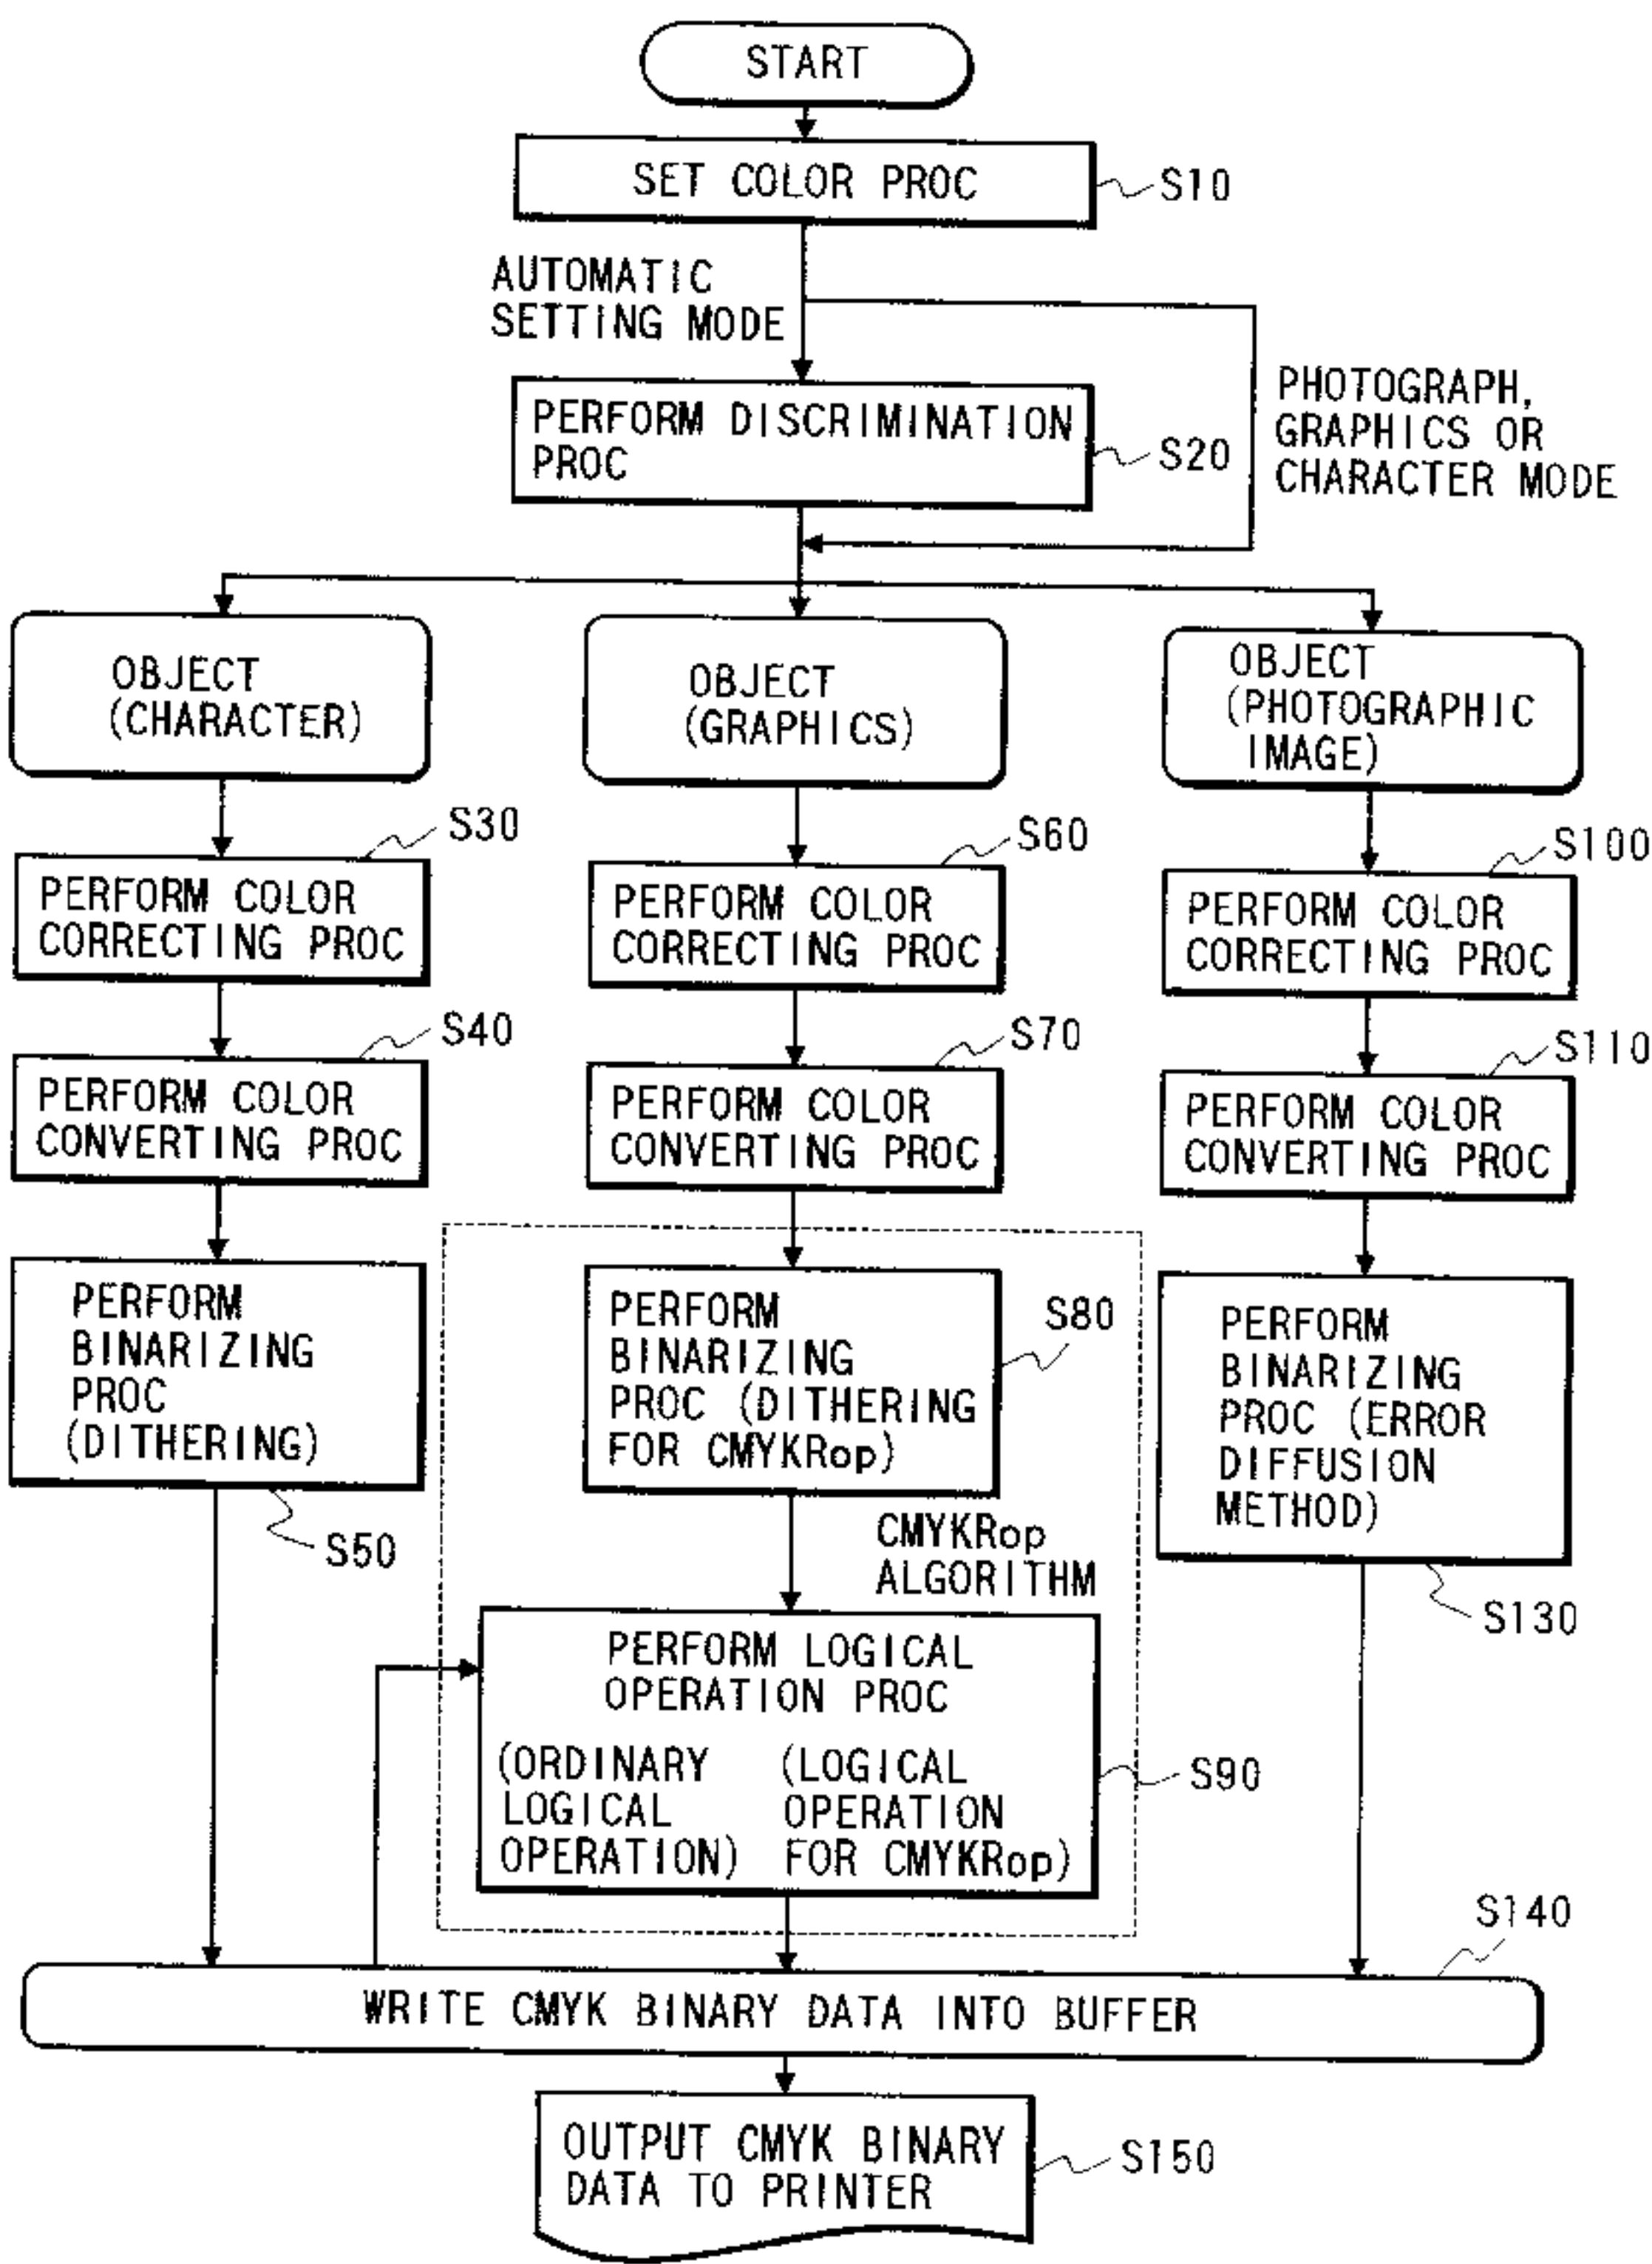 START
SET COLOR PROC
S10
AUTOMATIC
SETTING MODE
PHOTOGRAPH,
GRAPHICS OR
CHARACTER MODE
PERFORM DISCRIMINATION
PROC
S20
OBJECT
(CHARACTER)
OBJECT
(GRAPHICS)
OBJECT
(PHOTOGRAPHIC
IMAGE)
S30
PERFORM COLOR
CORRECTING PROC
S60
PERFORM COLOR
CORRECTING PROC
S100
PERFORM COLOR
CORRECTING PROC
S40
PERFORM COLOR
CONVERTING PROC
S70
PERFORM COLOR
CONVERTING PROC
S110
PERFORM COLOR
CONVERTING PROC
PERFORM
BINARIZING
PROC
(DITHERING)
S50
PERFORM
BINARIZING
PROC (DITHERING
FOR CMYKRop)
S80
PERFORM
BINARIZING
PROC (ERROR
DIFFUSION
METHOD)
S130
CMYKRop
ALGORITHM
PERFORM LOGICAL
OPERATION PROC
(ORDINARY
LOGICAL
OPERATION)
(LOGICAL
OPERATION
FOR CMYKRop)
S90
S140
WRITE CMYK BINARY DATA INTO BUFFER
OUTPUT CMYK BINARY
DATA TO PRINTER
S150